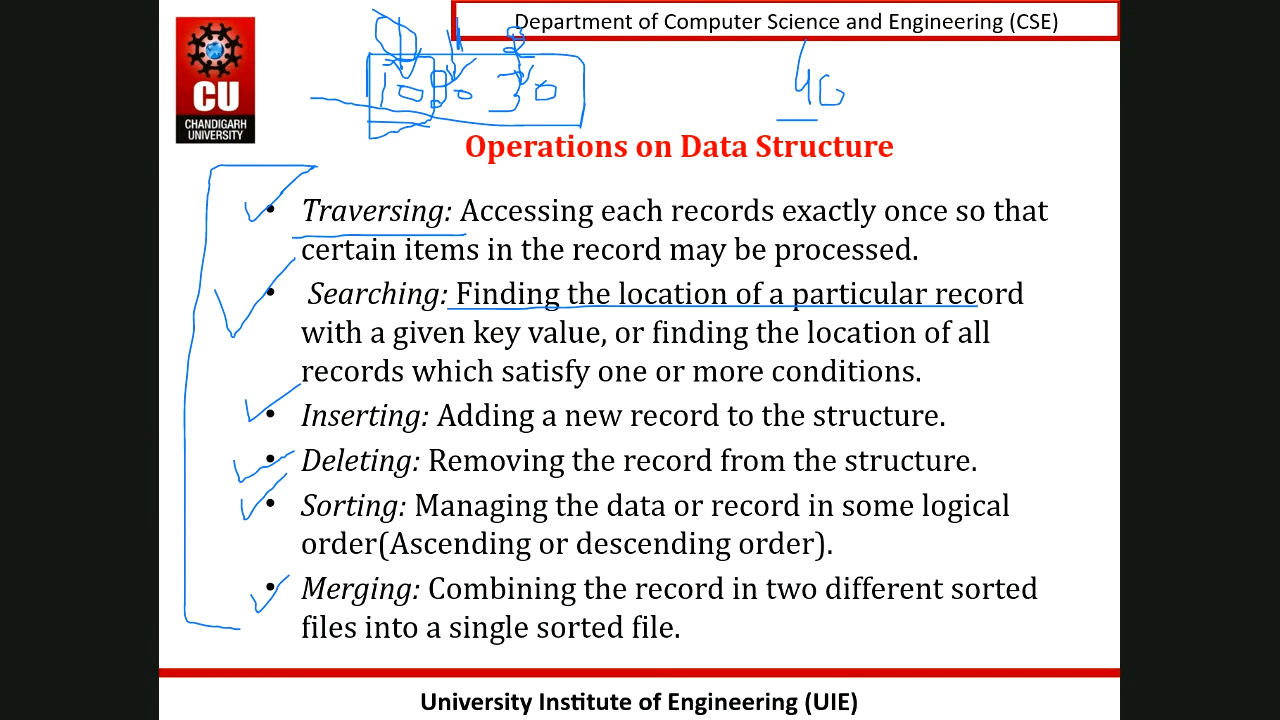 Department of Computer Science and Engineering (CSE)
CU
CHANDIGARH
UNIVERSITY
Operations on Data Structure
• Traversing: Accessing each records exactly once so that
certain items in the record may be processed.
• Searching: Finding the location of a particular record
with a given key value, or finding the location of all
records which satisfy one or more conditions.
• Inserting: Adding a new record to the structure.
• Deleting: Removing the record from the structure.
• Sorting: Managing the data or record in some logical
order(Ascending or descending order).
• Merging: Combining the record in two different sorted
files into a single sorted file.
University Institute of Engineering (UIE)